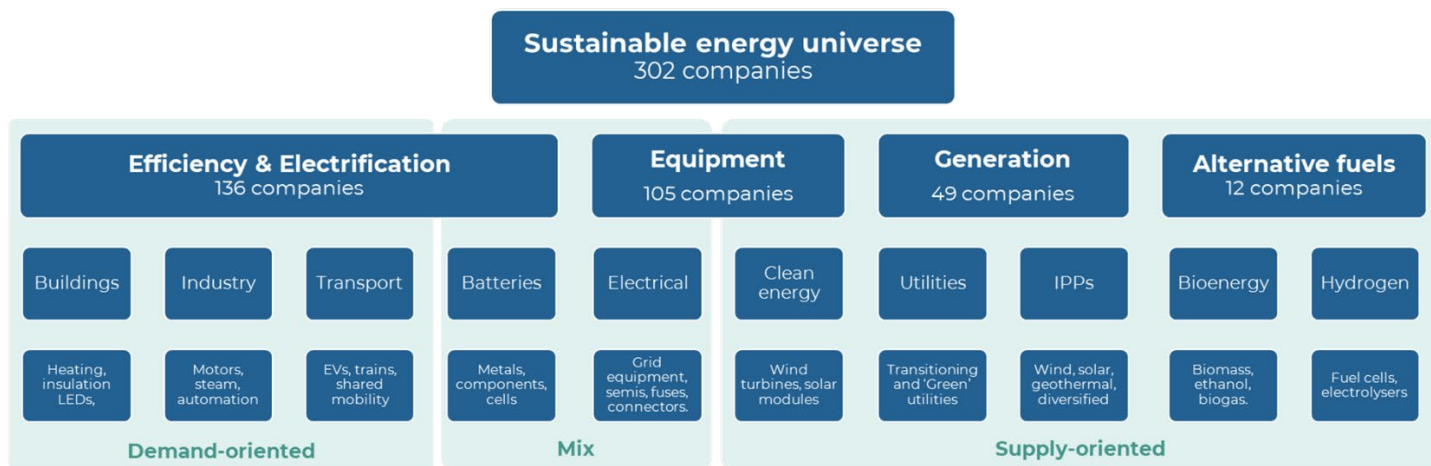 Sustainable energy universe
302 companies
Efficiency & Electrification
136 companies
Equipment
105 companies
Generation
49 companies
Alternative fuels
12 companies
Buildings
Industry
Transport
Batteries
Electrical
Clean
energy
Utilities
IPPs
Bioenergy
Hydrogen
Heating,
insulation
LEDs,
Motors,
steam,
automation
EVs, trains,
shared
mobility
Metals,
components,
cells
Grid
equipment,
semis, fuses,
connectors.
Wind
turbines, solar
modules
Transitioning
and ‘Green’
utilities
Wind, solar,
geothermal,
diversified
Biomass,
ethanol,
biogas.
Fuel cells,
electrolysers
Demand-oriented
Mix
Supply-oriented